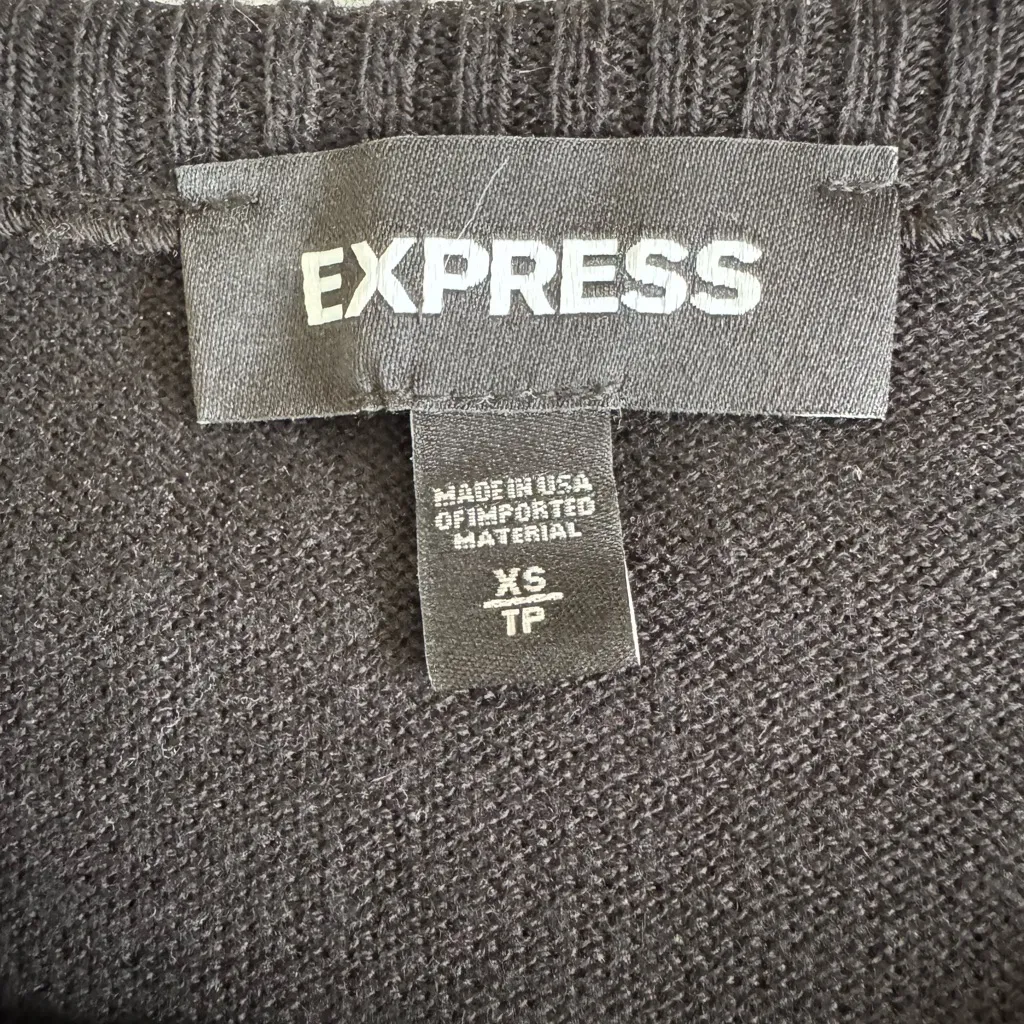 EXPRESS
MADE IN USA
OF IMPORTED
MATERIAL
XS
TP